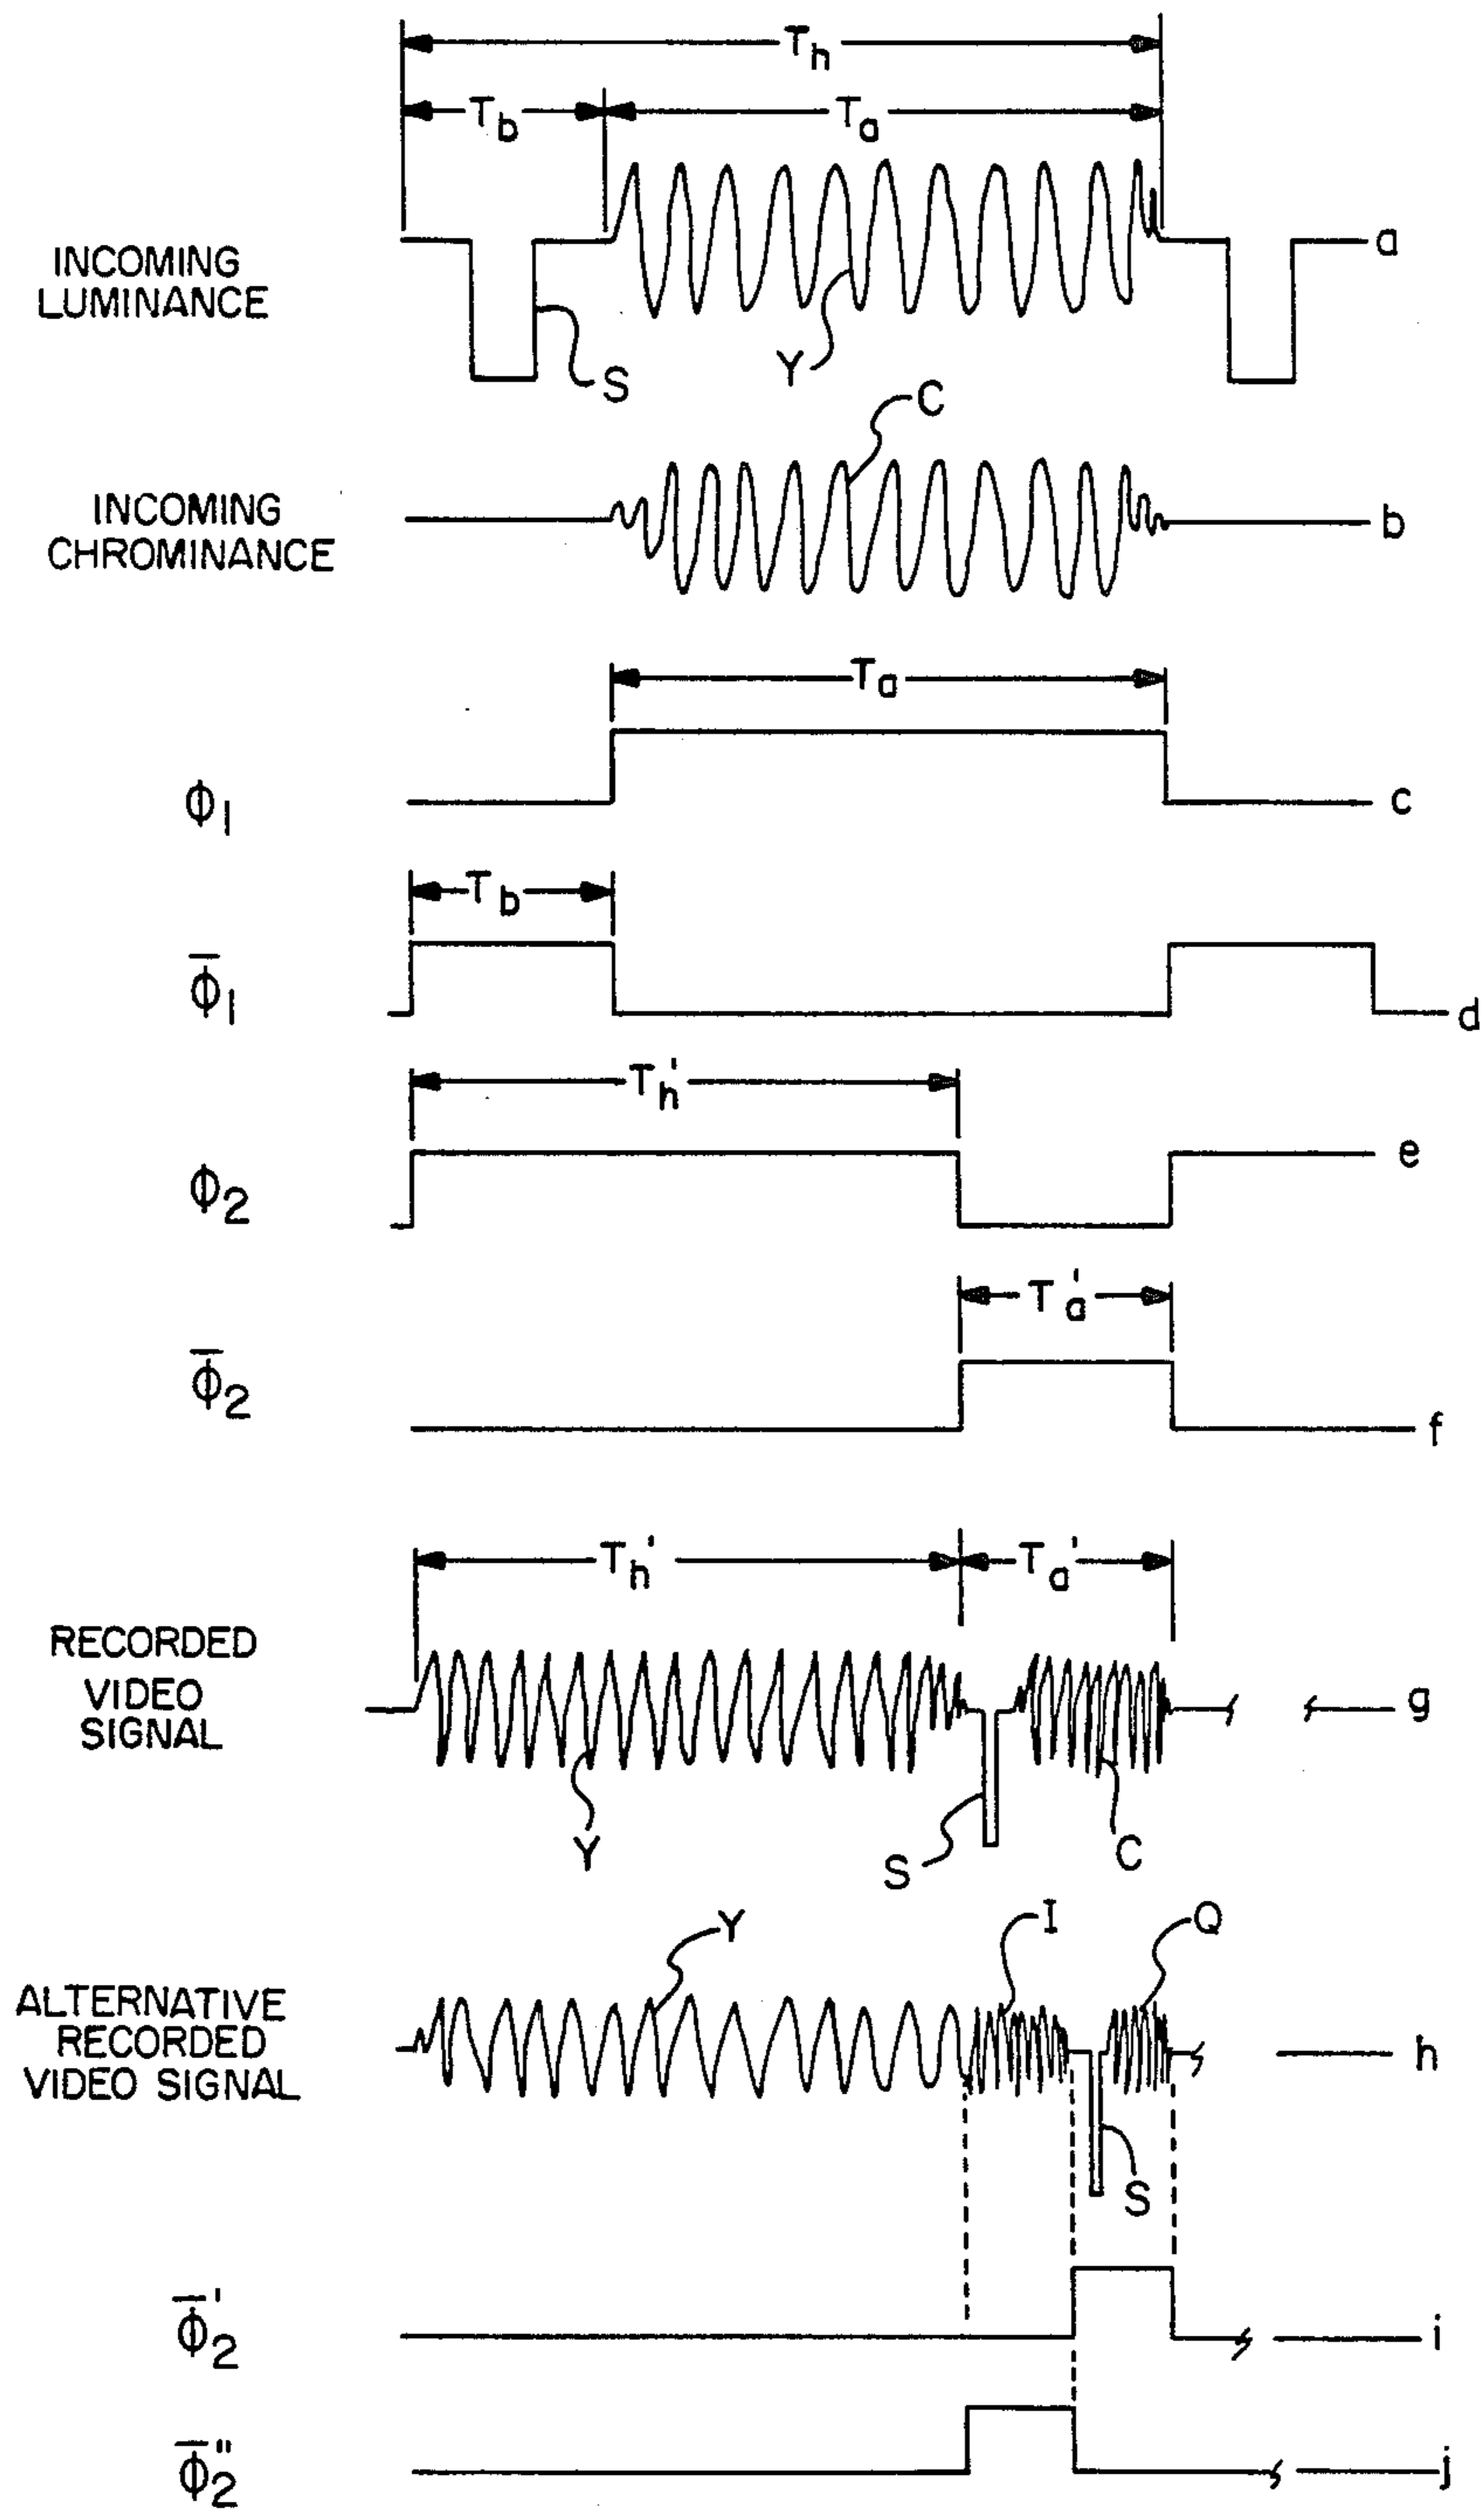 Th
Tb
Ta
INCOMING
LUMINANCE
a
S
Y
C
INCOMING
CHROMINANCE
b
Ta
ϕ1
c
Tb
ϕ̅1
d
Th'
ϕ2
e
Ta'
ϕ̅2
f
Th'
Ta'
RECORDED
VIDEO
SIGNAL
g
Y
S
C
Y
I
Q
ALTERNATIVE
RECORDED
VIDEO SIGNAL
h
S
ϕ̅2'
i
ϕ̅2"
j